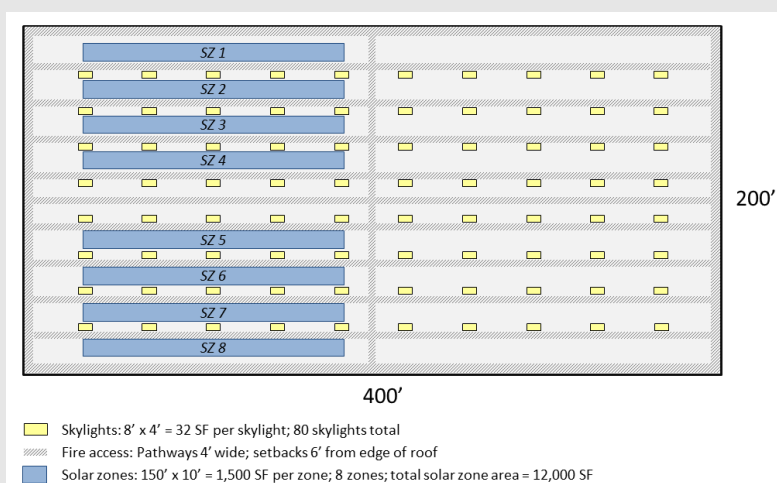 SZ 1
SZ 2
SZ 3
SZ 4
SZ 5
SZ 6
SZ 7
SZ 8
200’
400’
Skylights: 8’ x 4’ = 32 SF per skylight; 80 skylights total
Fire access: Pathways 4’ wide; setbacks 6’ from edge of roof
Solar zones: 150’ x 10’ = 1,500 SF per zone; 8 zones; total solar zone area = 12,000 SF